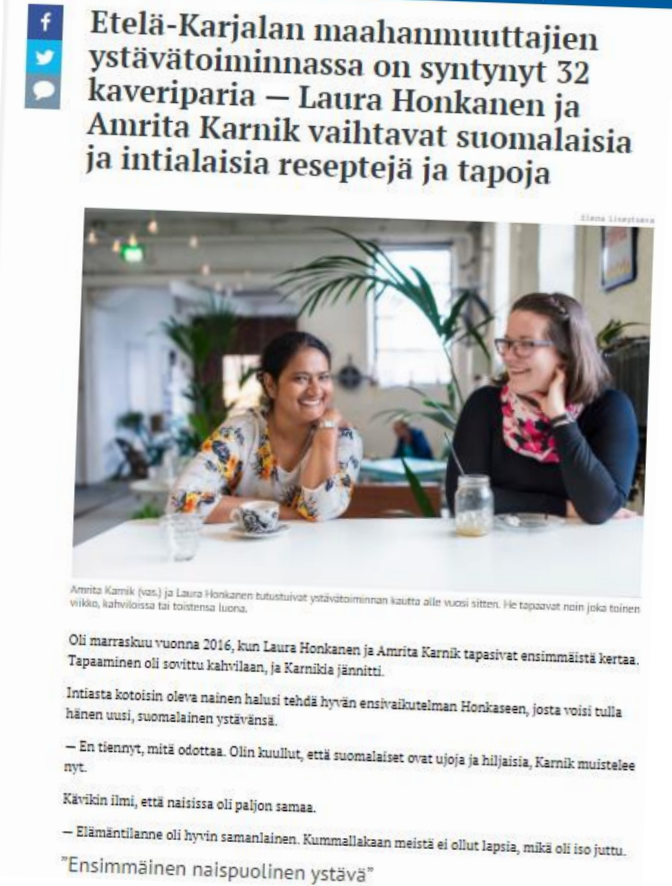 Etelä-Karjalan maahanmuuttajien
ystävätoiminnassa on syntynyt 32
kaveriparia — Laura Honkanen ja
Amrita Karnik vaihtavat suomalaisia
ja intialaisia reseptejä ja tapoja
Amrita Karnik (vas.) ja Laura Honkanen tutustuivat ystävätoiminnan kautta alle vuosi sitten. He tapaavat noin joka toinen
viikko, kahviloissa tai toistensa luona.
Oli marraskuu vuonna 2016, kun Laura Honkanen ja Amrita Karnik tapasivat ensimmäistä kertaa.
Tapaaminen oli sovittu kahvilaan, ja Karnikia jännitti.
Intiasta kotoisin oleva nainen halusi tehdä hyvän ensivaikutelman Honkaseen, josta voisi tulla
hänen uusi, suomalainen ystävänsä.
— En tiennyt, mitä odottaa. Olin kuullut, että suomalaiset ovat ujoja ja hiljaisia, Karnik muistelee
nyt.
Kävikin ilmi, että naisissa oli paljon samaa.
— Elämäntilanne oli hyvin samanlainen. Kummallakaan meistä ei ollut lapsia, mikä oli iso juttu.
”Ensimmäinen naispuolinen ystävä”